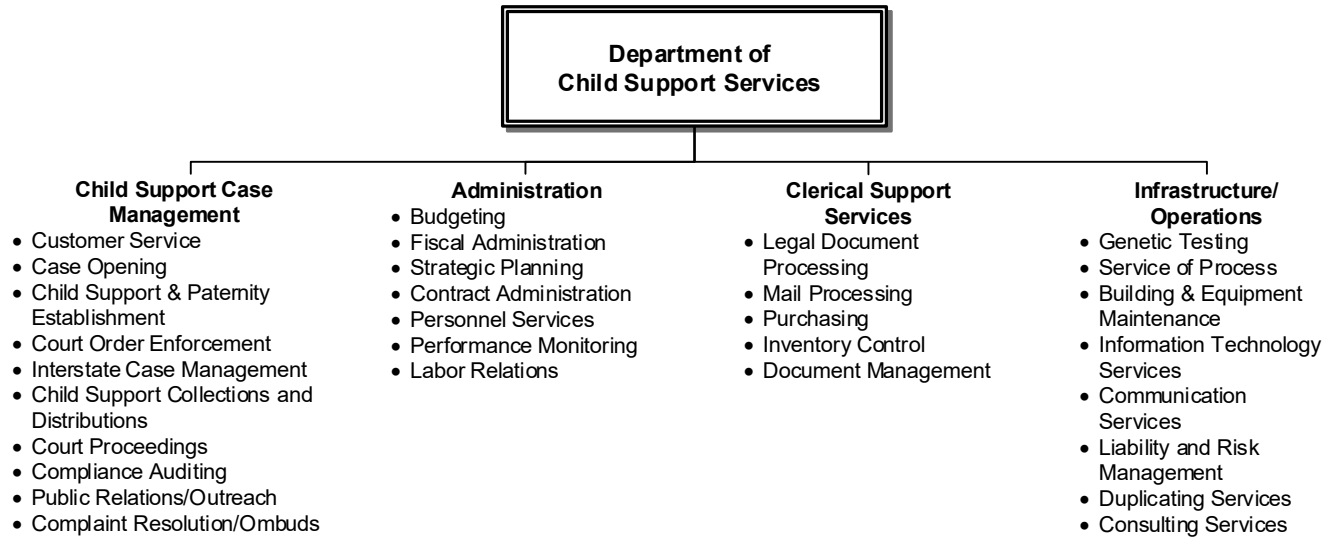 Department of
Child Support Services
Child Support Case
Management
• Customer Service
• Case Opening
• Child Support & Paternity
Establishment
• Court Order Enforcement
• Interstate Case Management
• Child Support Collections and
Distributions
• Court Proceedings
• Compliance Auditing
• Public Relations/Outreach
• Complaint Resolution/Ombuds
Administration
• Budgeting
• Fiscal Administration
• Strategic Planning
• Contract Administration
• Personnel Services
• Performance Monitoring
• Labor Relations
Clerical Support
Services
• Legal Document
Processing
• Mail Processing
• Purchasing
• Inventory Control
• Document Management
Infrastructure/
Operations
• Genetic Testing
• Service of Process
• Building & Equipment
Maintenance
• Information Technology
Services
• Communication
Services
• Liability and Risk
Management
• Duplicating Services
• Consulting Services